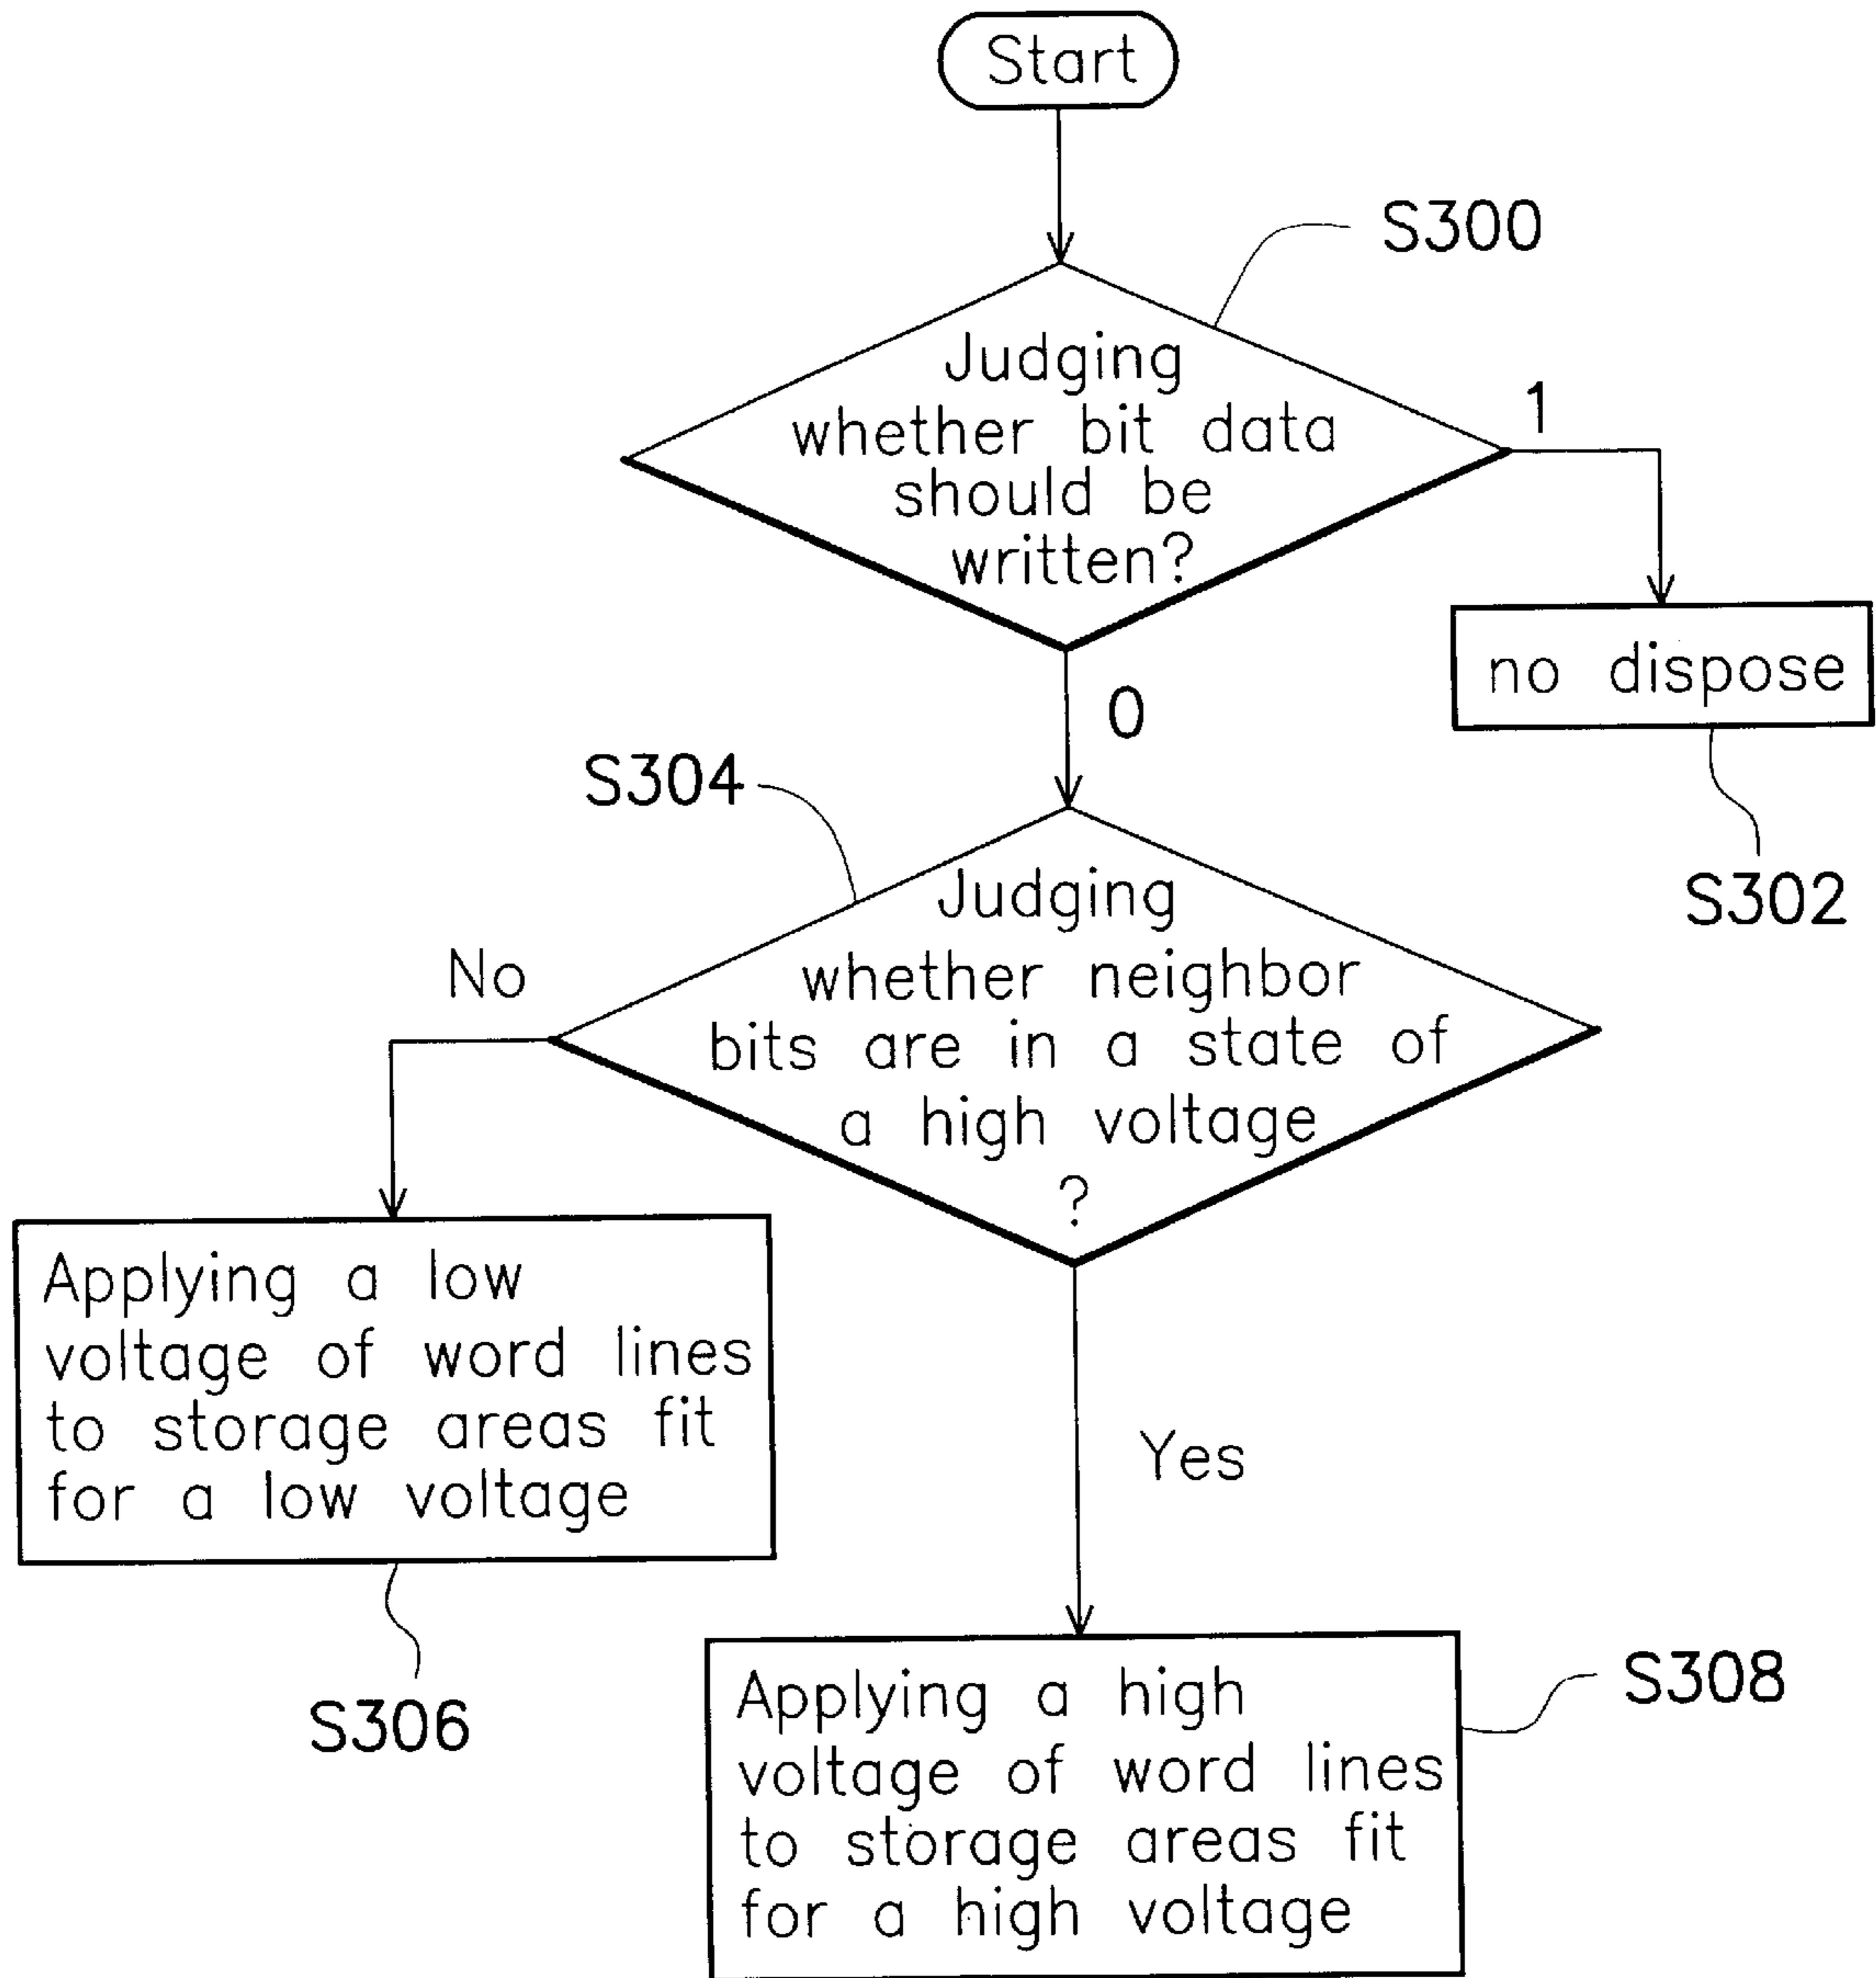 Start
S300
Judging
whether bit data
should be
written?
1
no dispose
S302
0
S304
Judging
whether neighbor
bits are in a state of
a high voltage
?
No
Applying a low
voltage of word lines
to storage areas fit
for a low voltage
S306
Yes
Applying a high
voltage of word lines
to storage areas fit
for a high voltage
S308